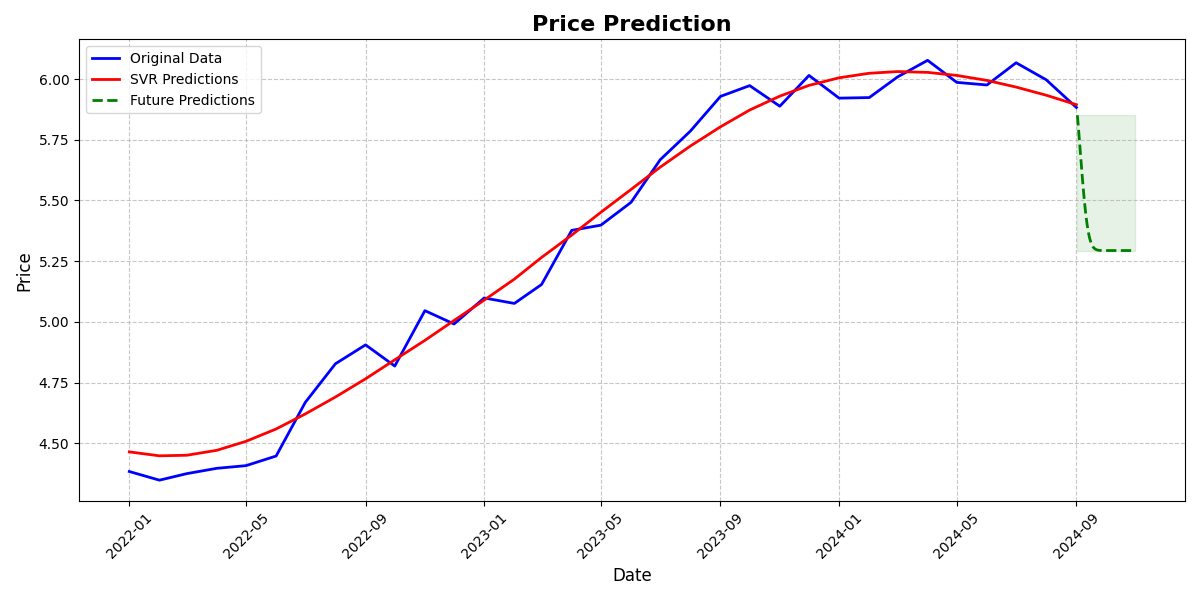 Price Prediction
Original Data
SVR Predictions
Future Predictions
Price
6.00
5.75
5.50
5.25
5.00
4.75
4.50
2022-01
2022-05
2022-09
2023-01
2023-05
2023-09
2024-01
2024-05
2024-09
Date